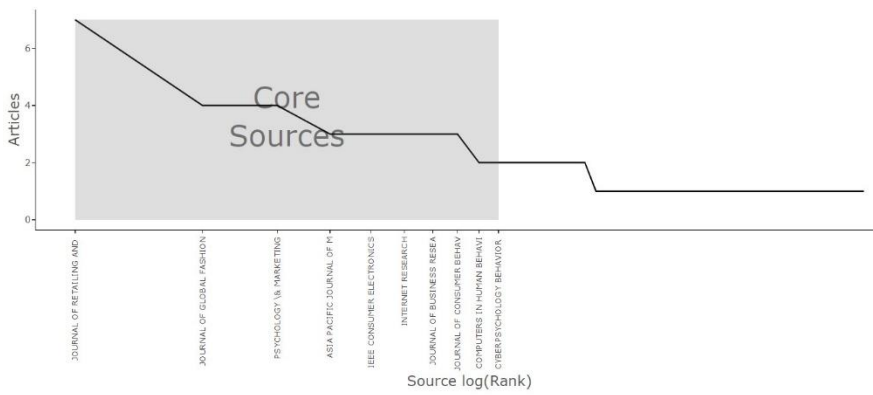 Articles
6
4
2
0
Core
Sources
JOURNAL OF RETAILING AND
JOURNAL OF GLOBAL FASHION
PSYCHOLOGY \& MARKETING
ASIA PACIFIC JOURNAL OF M
IEEE CONSUMER ELECTRONICS
INTERNET RESEARCH
JOURNAL OF BUSINESS RESEA
JOURNAL OF CONSUMER BEHAV
COMPUTERS IN HUMAN BEHAVI
CYBERPSYCHOLOGY BEHAVIOR
Source log(Rank)